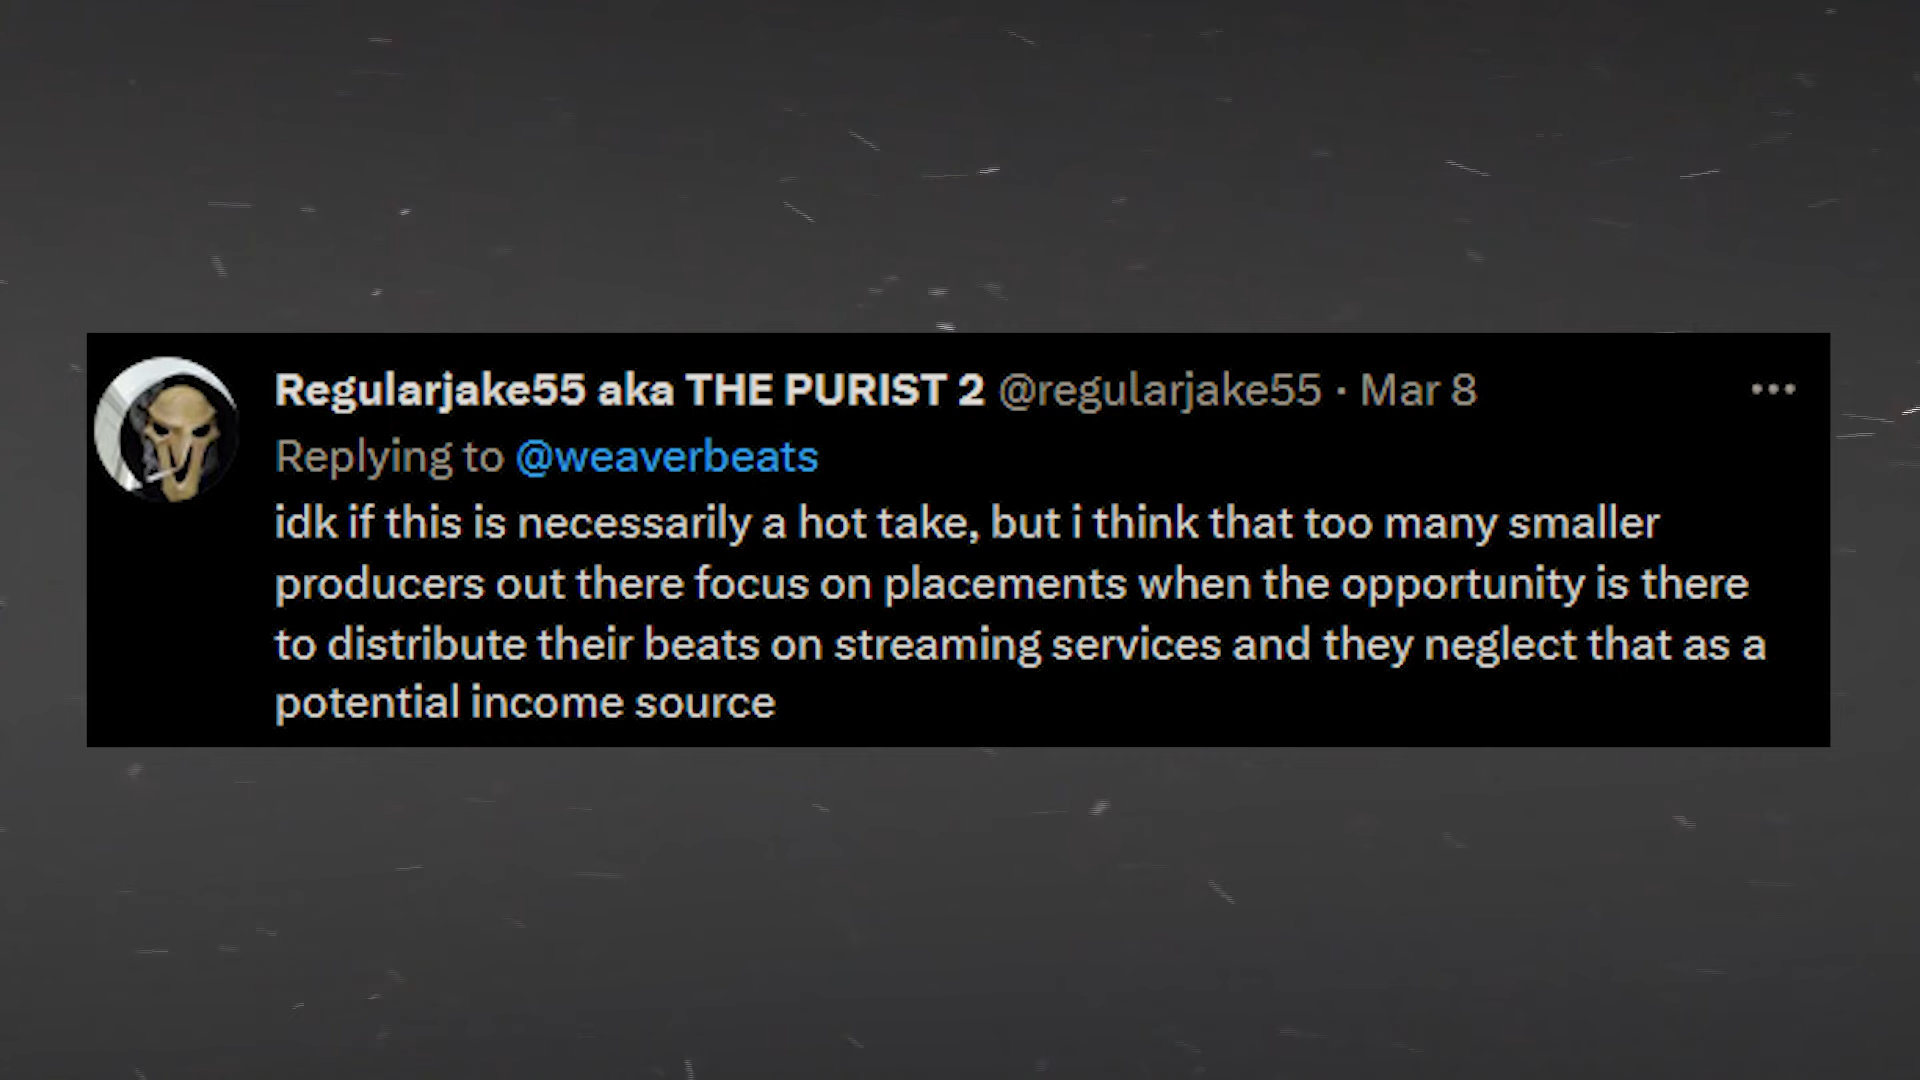 Regularjake55 aka THE PURIST 2 @regularjake55 · Mar 8
Replying to @weaverbeats
idk if this is necessarily a hot take, but i think that too many smaller
producers out there focus on placements when the opportunity is there
to distribute their beats on streaming services and they neglect that as a
potential income source